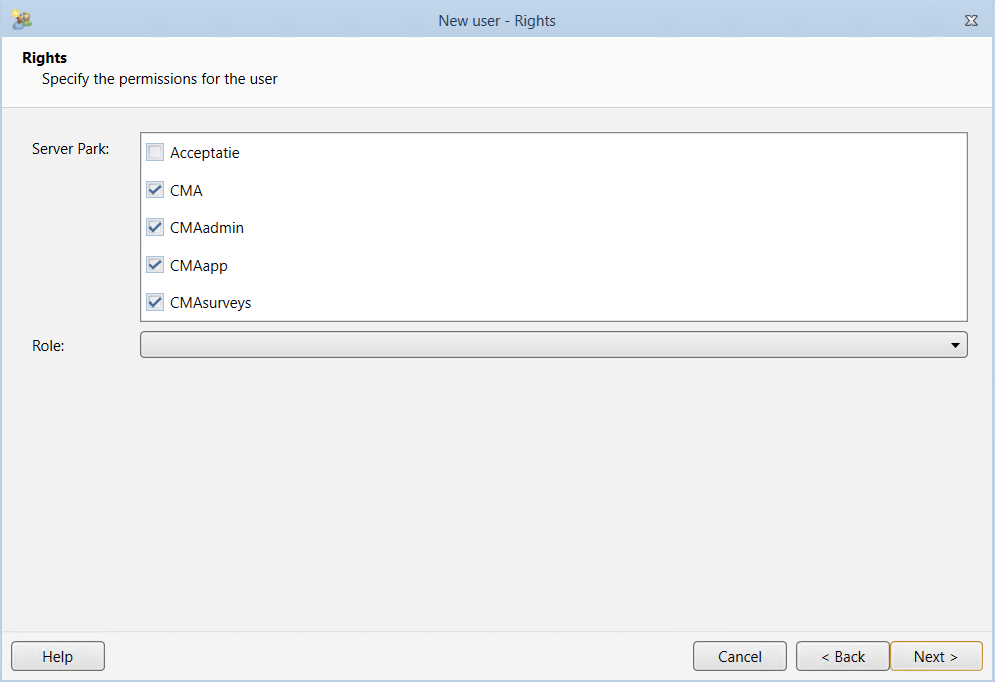 New user - Rights
Rights
Specify the permissions for the user
Server Park:
Acceptatie
CMA
CMAadmin
CMAapp
CMAsurveys
Role:
Help
Cancel
< Back
Next >